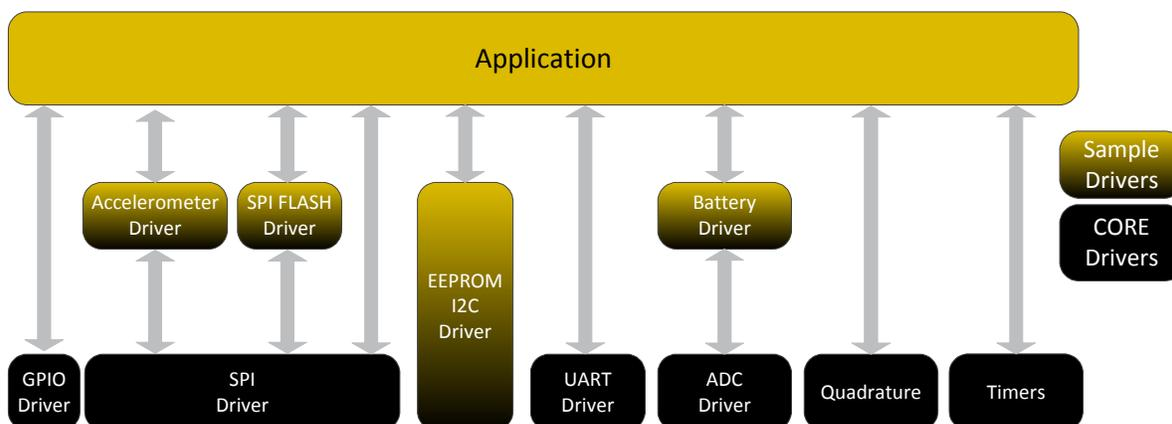 Application
Sample
Drivers
Accelerometer
Driver
SPI FLASH
Driver
Battery
Driver
CORE
Drivers
EEPROM
I2C
Driver
GPIO
Driver
SPI
Driver
UART
Driver
ADC
Driver
Quadrature
Timers